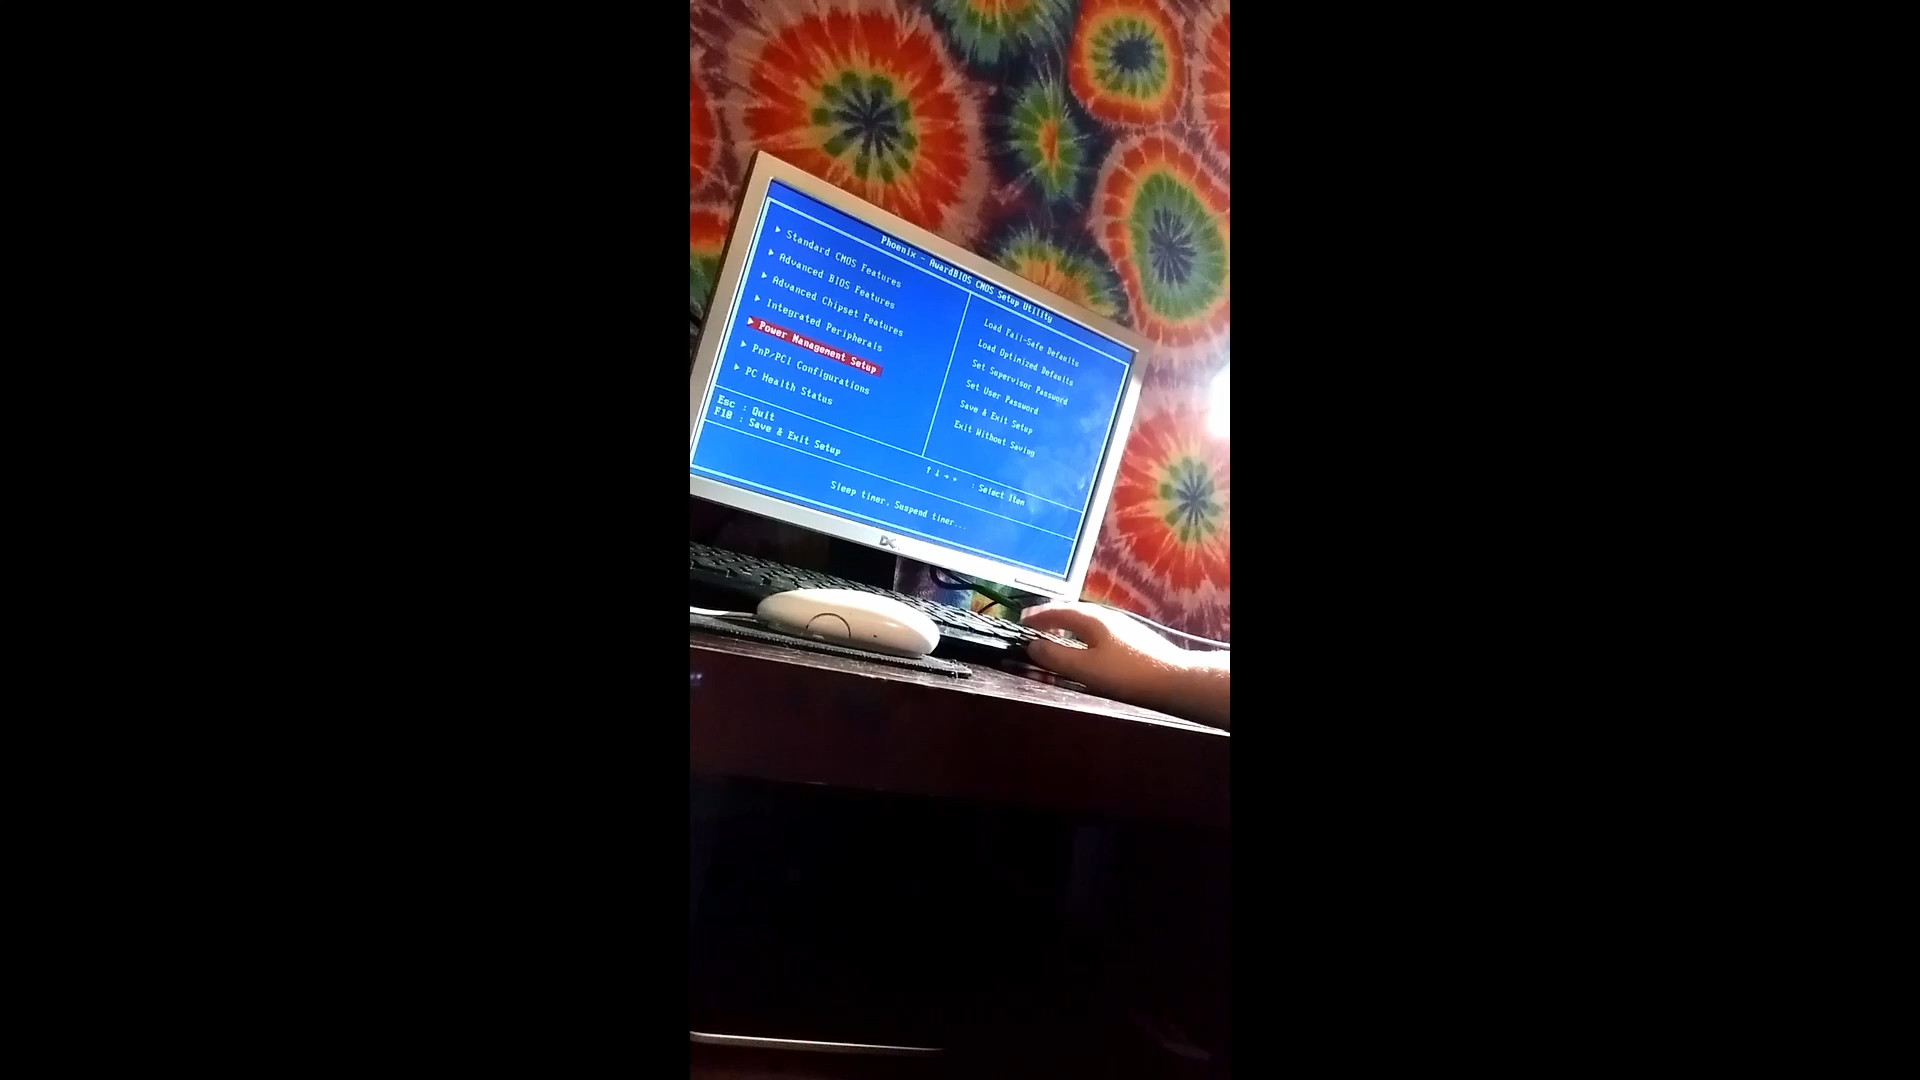 Phoenix - AwardBIOS CMOS Setup Utility
▶ Standard CMOS Features
▶ Advanced BIOS Features
▶ Advanced Chipset Features
▶ Integrated Peripherals
▶ Power Management Setup
▶ PnP/PCI Configurations
▶ PC Health Status
Load Fail-Safe Defaults
Load Optimized Defaults
Set Supervisor Password
Set User Password
Save & Exit Setup
Exit Without Saving
Esc : Quit
F10 : Save & Exit Setup
↑ ↓ → ← : Select Item
Sleep timer, Suspend timer...